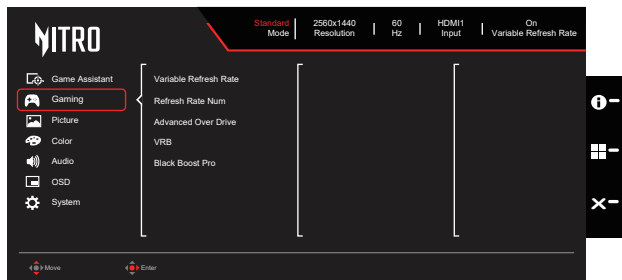 NITRO
Standard Mode
2560x1440 Resolution
60 Hz
HDMI1 Input
On Variable Refresh Rate
Game Assistant
Gaming
Picture
Color
Audio
OSD
System
Variable Refresh Rate
Refresh Rate Num
Advanced Over Drive
VRB
Black Boost Pro
Move
Enter